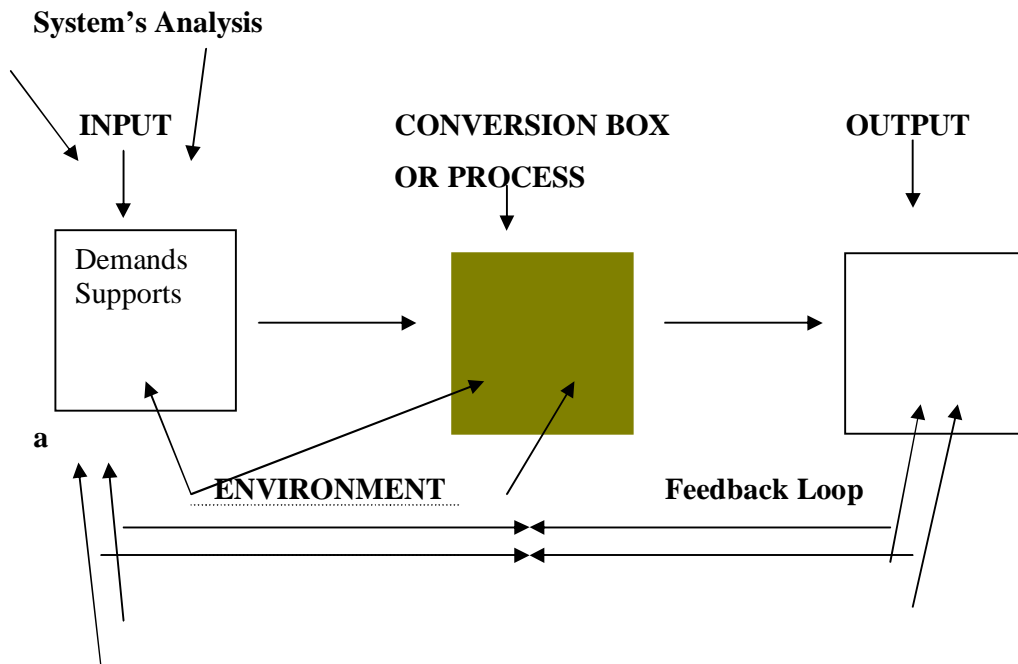 System’s Analysis
INPUT
CONVERSION BOX
OR PROCESS
OUTPUT
Demands
Supports
a
ENVIRONMENT
Feedback Loop